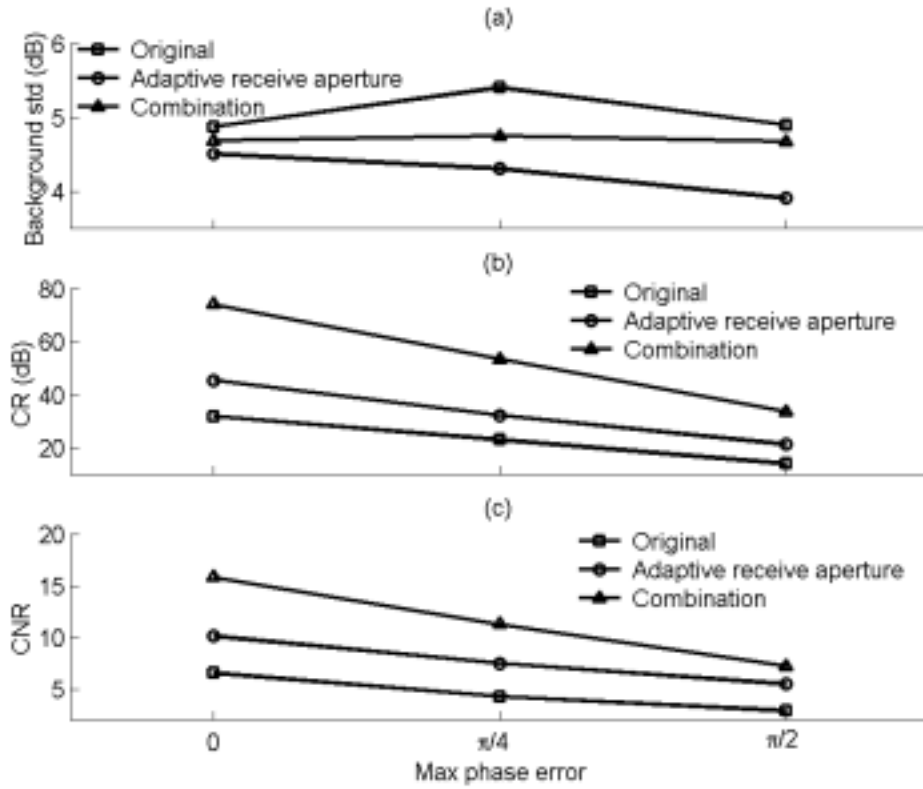 (a)
Background std (dB)
6
5
4
Original
Adaptive receive aperture
Combination
(b)
CR (dB)
80
60
40
20
Original
Adaptive receive aperture
Combination
(c)
CNR
20
15
10
5
Original
Adaptive receive aperture
Combination
0
π/4
π/2
Max phase error